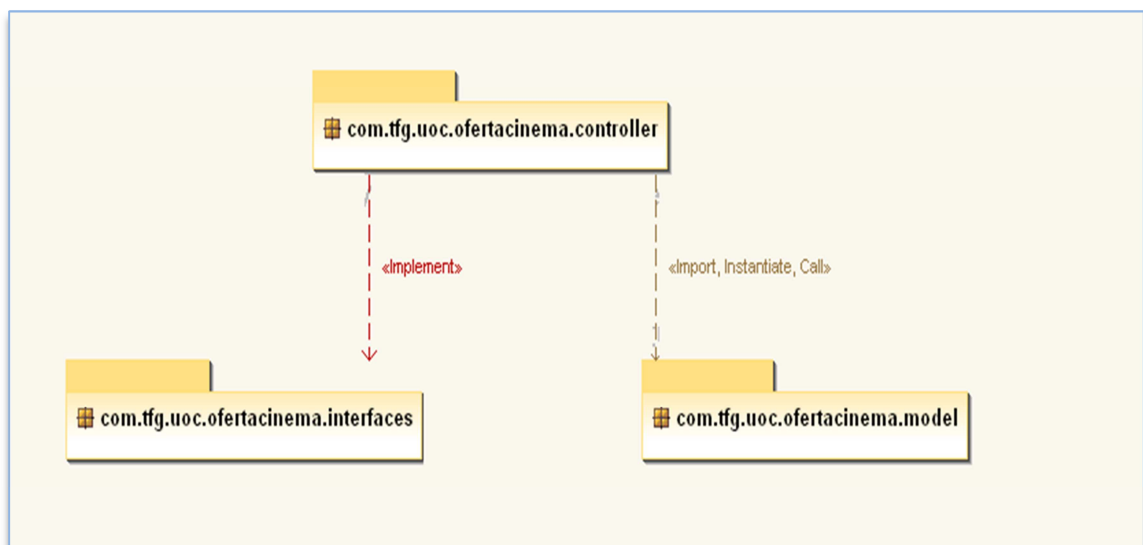 com.tfg.uoc.ofertacinema.controller
«Implement»
«Import, Instantiate, Call»
com.tfg.uoc.ofertacinema.interfaces
com.tfg.uoc.ofertacinema.model